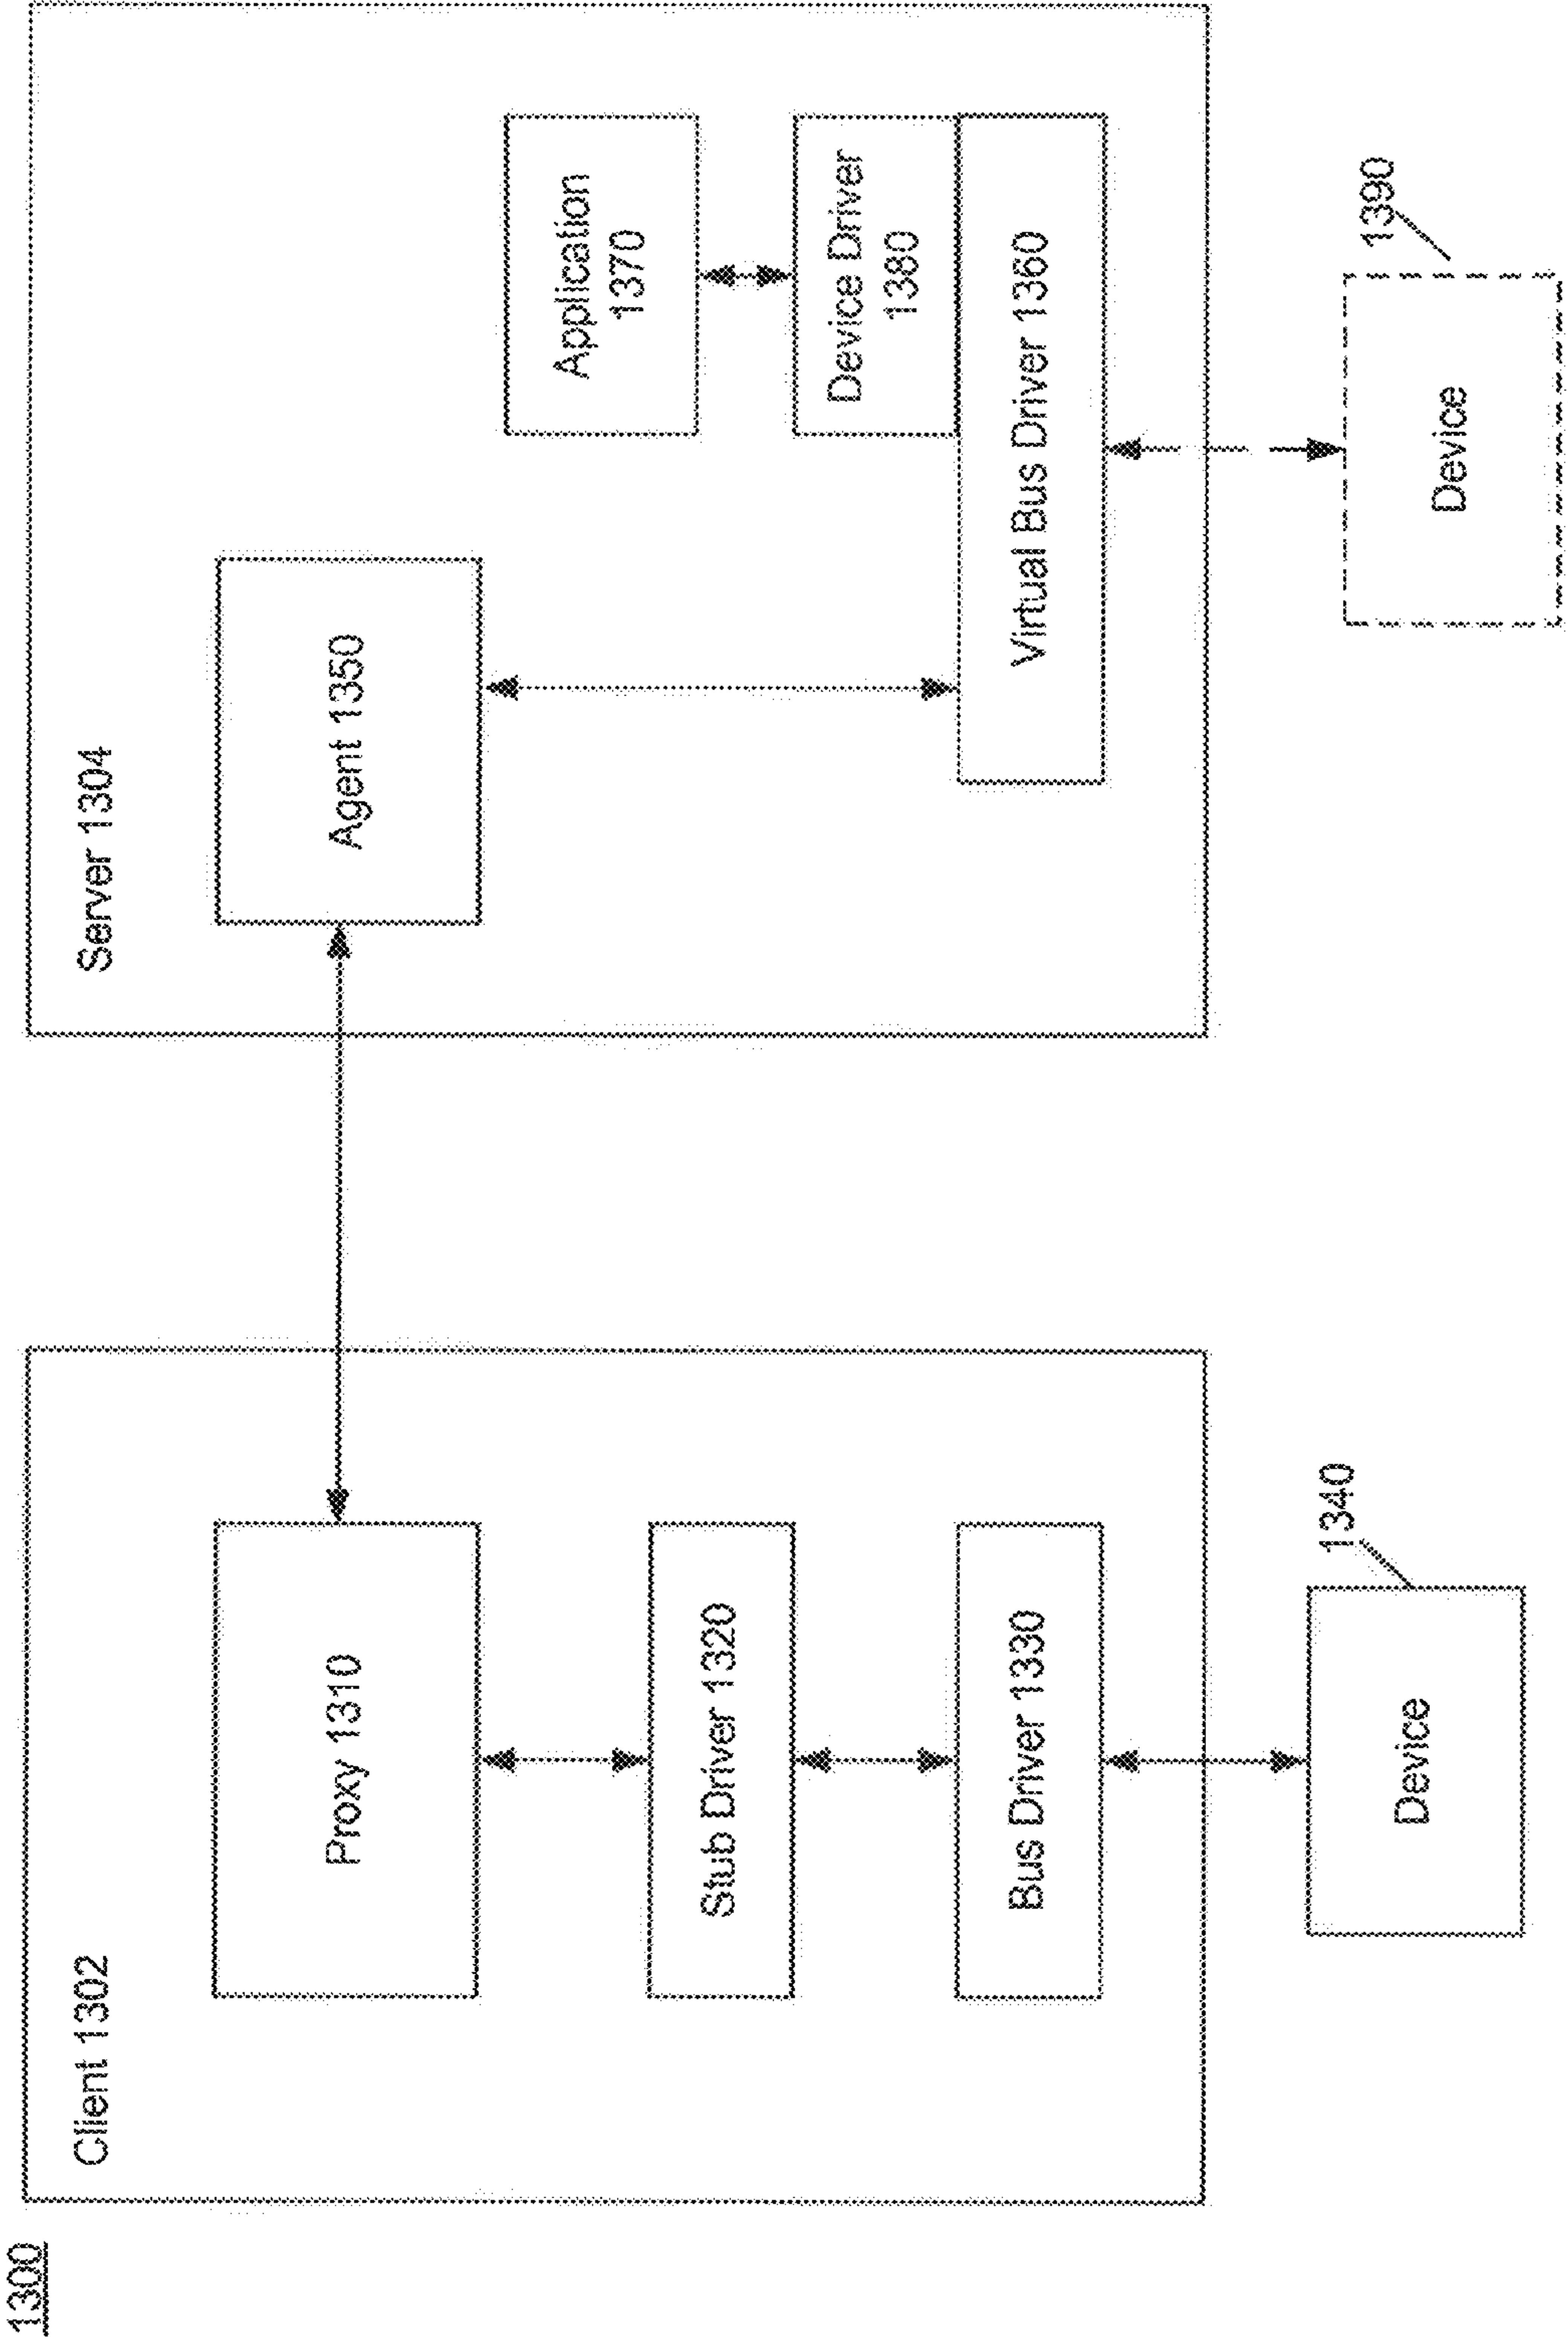 1300
Client 1302
Proxy 1310
Stub Driver 1320
Bus Driver 1330
1340
Device
Server 1304
Agent 1350
Application
1370
Device Driver
1380
Virtual Bus Driver 1360
1390
Device